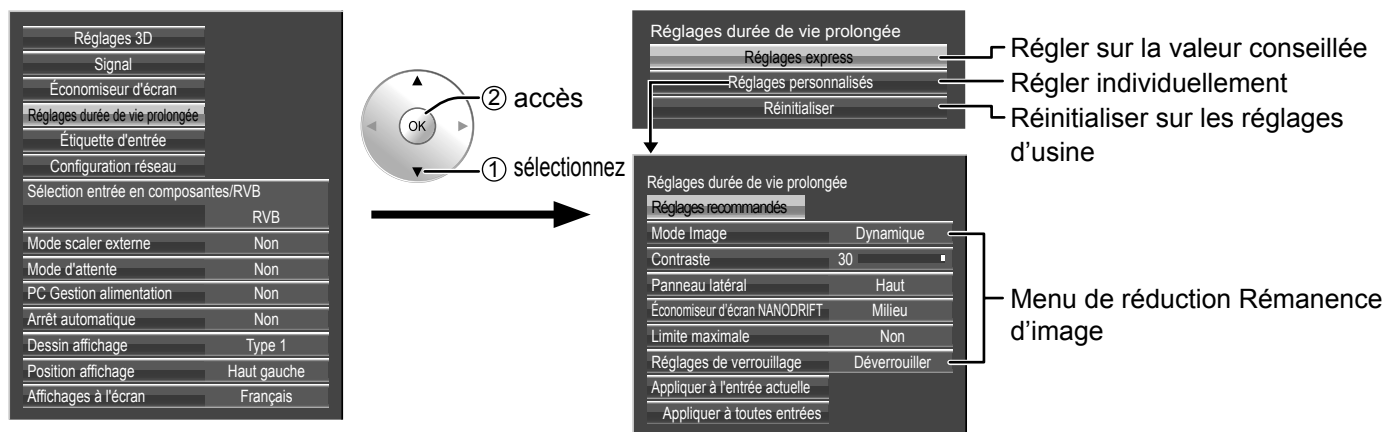 Réglages 3D
Signal
Économiseur d'écran
Réglages durée de vie prolongée
Étiquette d'entrée
Configuration réseau
Sélection entrée en composantes/RVB
RVB
Mode scaler externe Non
Mode d'attente Non
PC Gestion alimentation Non
Arrêt automatique Non
Dessin affichage Type 1
Position affichage Haut gauche
Affichages à l'écran Français
OK
② accès
① sélectionnez
Réglages durée de vie prolongée
Réglages express
Réglages personnalisés
Réinitialiser
Régler sur la valeur conseillée
Régler individuellement
Réinitialiser sur les réglages
d’usine
Réglages durée de vie prolongée
Réglages recommandés
Mode Image Dynamique
Contraste 30
Panneau latéral Haut
Économiseur d'écran NANODRIFT Milieu
Limite maximale Non
Réglages de verrouillage Déverrouiller
Appliquer à l'entrée actuelle
Appliquer à toutes entrées
Menu de réduction Rémanence
d’image